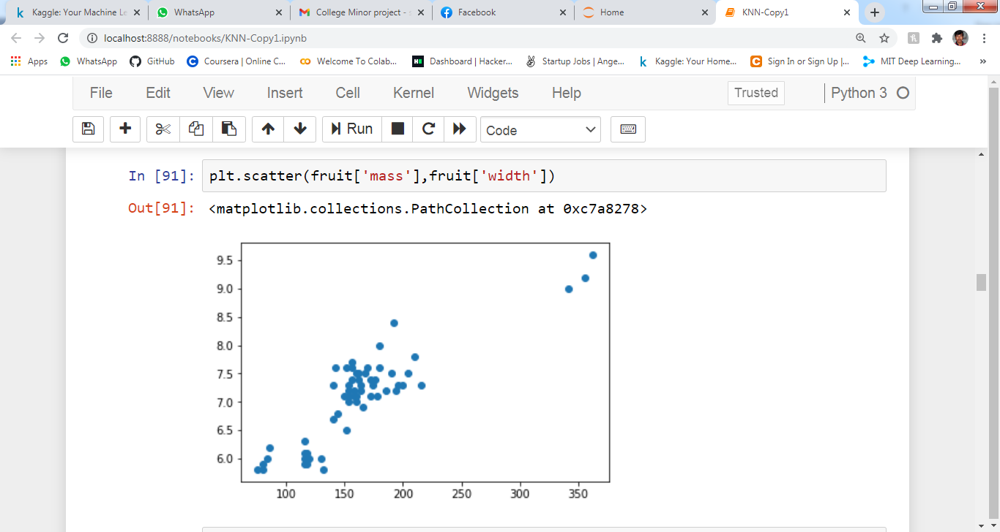 Kaggle: Your Machine Le
WhatsApp
College Minor project - s
Facebook
Home
KNN-Copy1
localhost:8888/notebooks/KNN-Copy1.ipynb
Apps WhatsApp GitHub Coursera | Online C... Welcome To Colab... Dashboard | Hacker... Startup Jobs | Ange... Kaggle: Your Home... Sign In or Sign Up |... MIT Deep Learning... »
File Edit View Insert Cell Kernel Widgets Help Trusted Python 3
Run Code
In [91]: plt.scatter(fruit['mass'],fruit['width'])
Out[91]: <matplotlib.collections.PathCollection at 0xc7a8278>
9.5
9.0
8.5
8.0
7.5
7.0
6.5
6.0
100 150 200 250 300 350